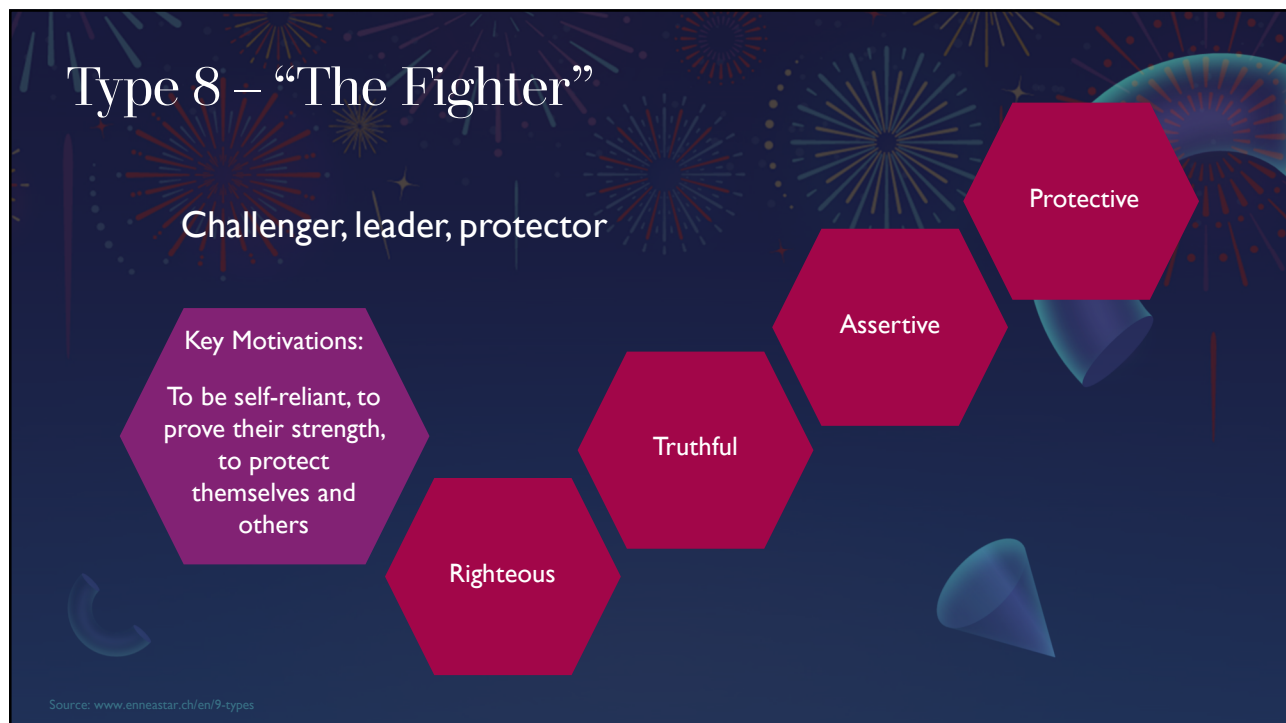 Type 8 – “The Fighter”
Challenger, leader, protector
Key Motivations:
To be self-reliant, to
prove their strength,
to protect
themselves and
others
Righteous
Truthful
Assertive
Protective
Source: www.enneastar.ch/en/9-types